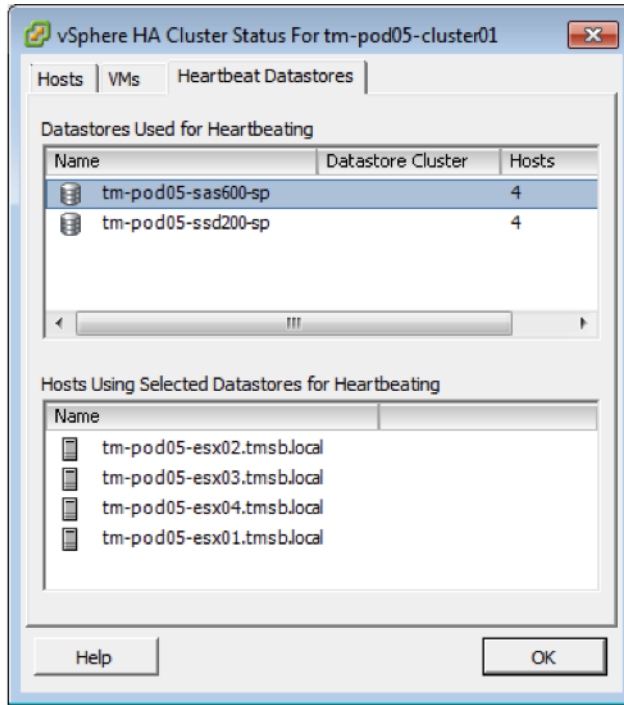 vSphere HA Cluster Status For tm-pod05-cluster01
Hosts VMs Heartbeat Datastores
Datastores Used for Heartbeating
Name Datastore Cluster Hosts
tm-pod05-sas600-sp 4
tm-pod05-ssd200-sp 4
Hosts Using Selected Datastores for Heartbeating
Name
tm-pod05-esx02.tmsb.local
tm-pod05-esx03.tmsb.local
tm-pod05-esx04.tmsb.local
tm-pod05-esx01.tmsb.local
Help OK